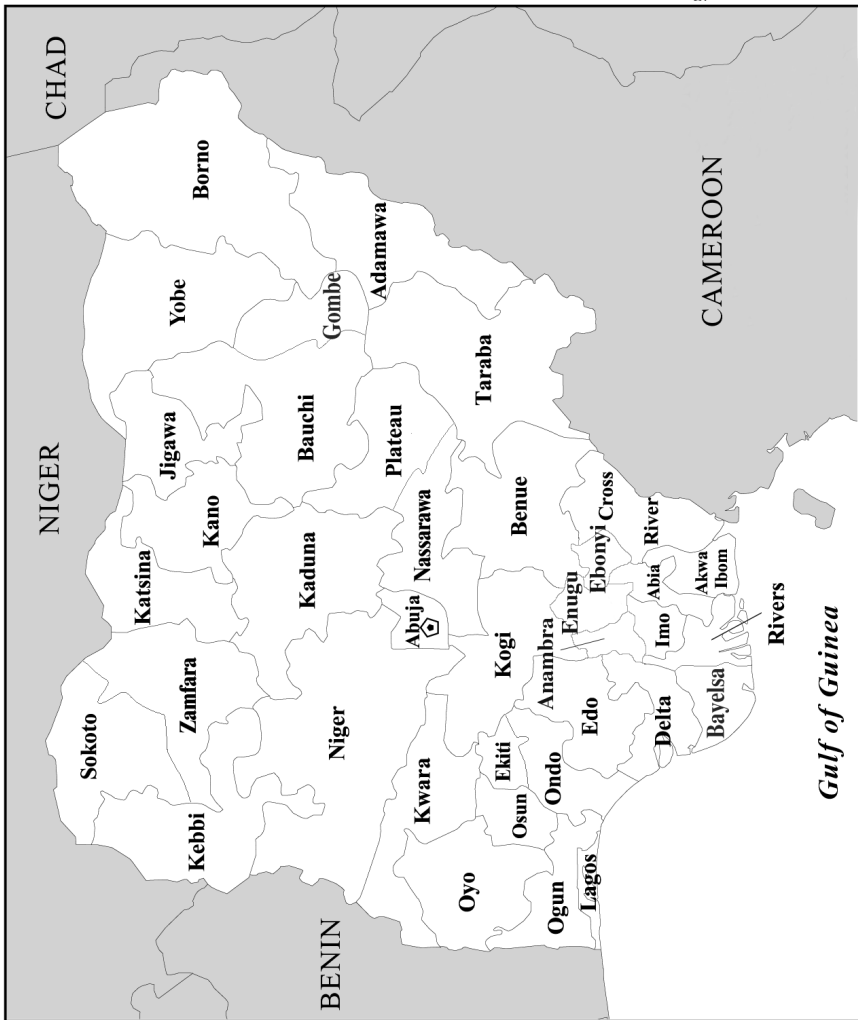 NIGER
CHAD
Sokoto
Katsina
Jigawa
Yobe
Borno
Kebbi
Zamfara
Kano
Kaduna
Bauchi
Gombe
Adamawa
Niger
Abuja
Nassarawa
Plateau
Taraba
BENIN
Kwara
Oyo
Osun
Ekiti
Kogi
Benue
Ogun
Lagos
Ondo
Edo
Anambra
Enugu
Ebonyi
Cross
River
Delta
Imo
Abia
Akwa
Ibom
Bayelsa
Rivers
CAMEROON
Gulf of Guinea